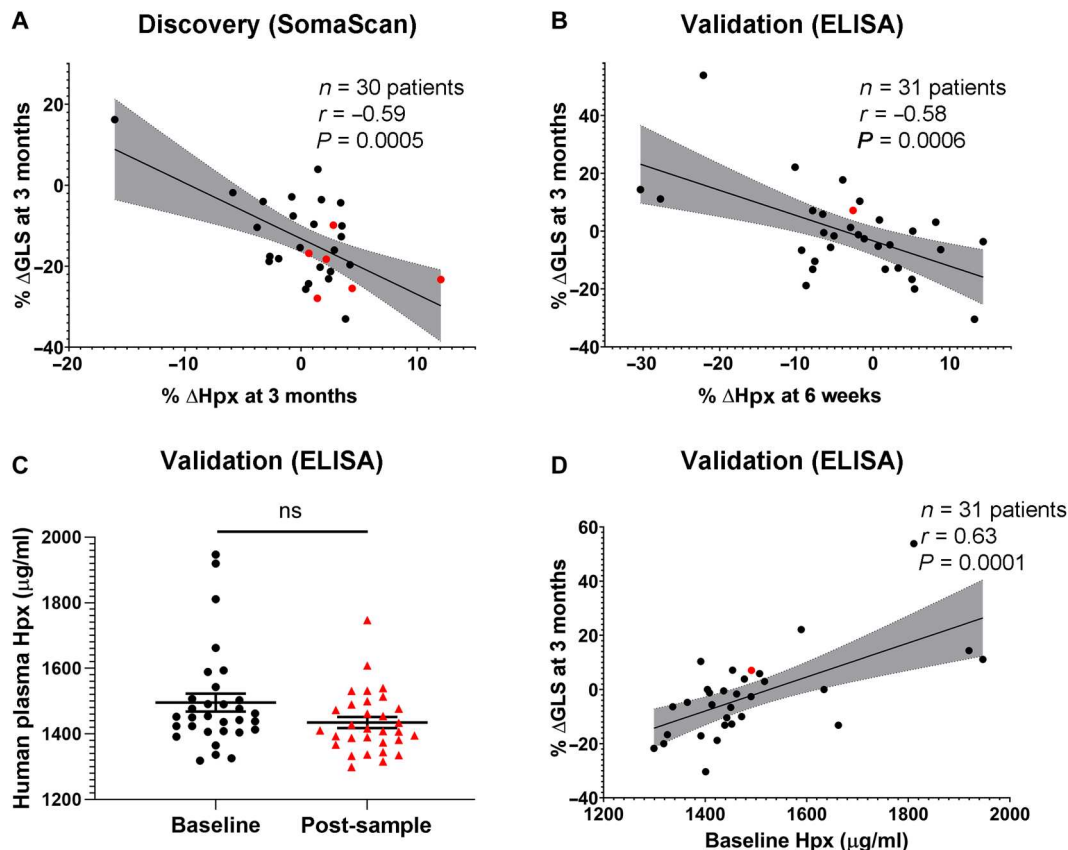 A
Discovery (SomaScan)
n = 30 patients
r = −0.59
P = 0.0005
% ΔGLS at 3 months
20
0
−20
−40
−20
−10
0
10
% ΔHpx at 3 months
B
Validation (ELISA)
n = 31 patients
r = −0.58
P = 0.0006
% ΔGLS at 3 months
40
20
0
−20
−40
−30
−20
−10
0
10
% ΔHpx at 6 weeks
C
Validation (ELISA)
ns
Human plasma Hpx (μg/ml)
2000
1800
1600
1400
1200
Baseline
Post-sample
D
Validation (ELISA)
n = 31 patients
r = 0.63
P = 0.0001
% ΔGLS at 3 months
60
40
20
0
−20
−40
1200
1400
1600
1800
2000
Baseline Hpx (μg/ml)